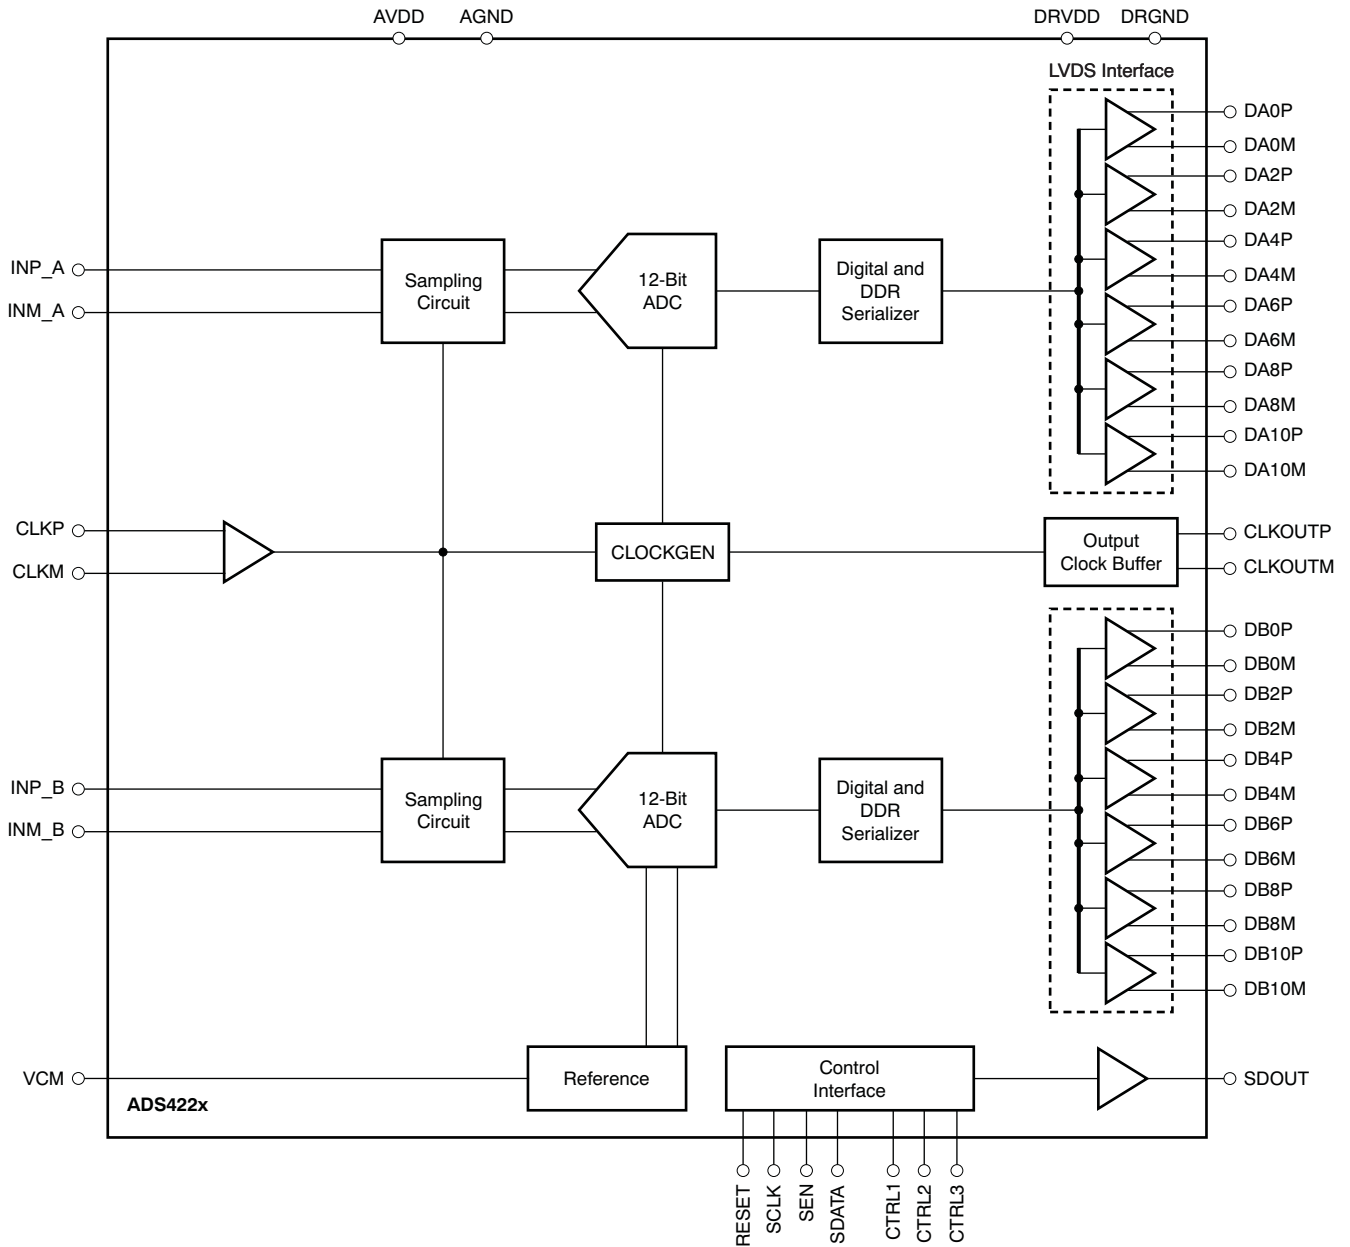 AVDD
AGND
DRVDD
DRGND
LVDS Interface
DA0P
DA0M
DA2P
DA2M
DA4P
DA4M
DA6P
DA6M
DA8P
DA8M
DA10P
DA10M
INP_A
INM_A
Sampling
Circuit
12-Bit
ADC
Digital and
DDR
Serializer
CLKP
CLKM
CLOCKGEN
Output
Clock Buffer
CLKOUTP
CLKOUTM
DB0P
DB0M
DB2P
DB2M
DB4P
DB4M
DB6P
DB6M
DB8P
DB8M
DB10P
DB10M
INP_B
INM_B
Sampling
Circuit
12-Bit
ADC
Digital and
DDR
Serializer
VCM
Reference
Control
Interface
SDOUT
ADS422x
RESET
SCLK
SEN
SDATA
CTRL1
CTRL2
CTRL3